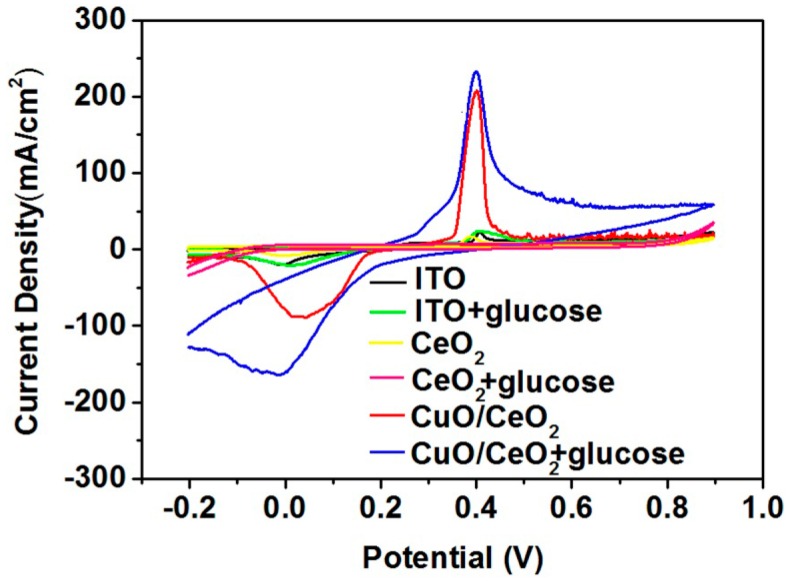 300
200
100
0
-100
-200
-300
Current Density(mA/cm²)
ITO
ITO+glucose
CeO₂
CeO₂+glucose
CuO/CeO₂
CuO/CeO₂+glucose
-0.2 0.0 0.2 0.4 0.6 0.8 1.0
Potential (V)